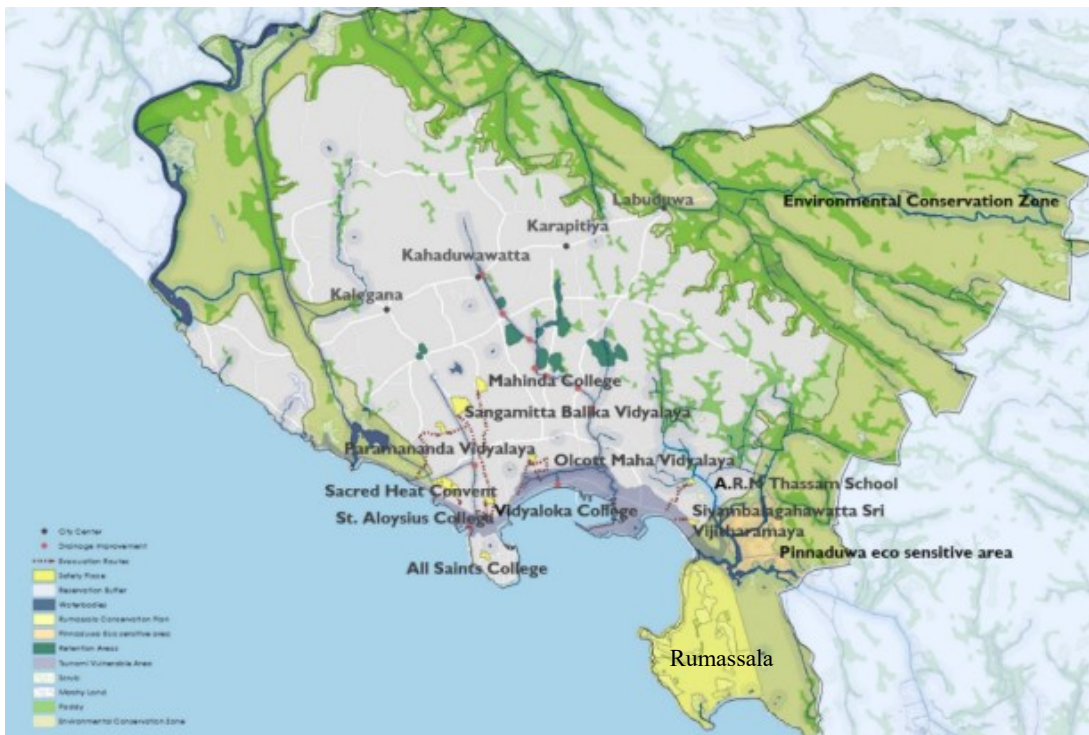 Labuduwa
Environmental Conservation Zone
Karapitiya
Kahaduwawatta
Kalegana
Mahinda College
Sangamitta Balika Vidyalaya
Paramananda Vidyalaya
Olcott Maha Vidyalaya
A.R.M Thassam School
Sacred Heat Convent
Siyambalagahawatta Sri
Vidyaloka College
Vijitharamaya
St. Aloysius College
Pinnaduwa eco sensitive area
All Saints College
Rumassala
City Center
Drainage Improvement
Evacuation Routes
Safety Place
Reservation Buffer
Waterbodies
Rumassala Conservation Plan
Pinnaduwa Eco sensitive area
Retention Areas
Tsunami Vulnerable Area
Scrub
Marshy Land
Paddy
Environmental Conservation Zone